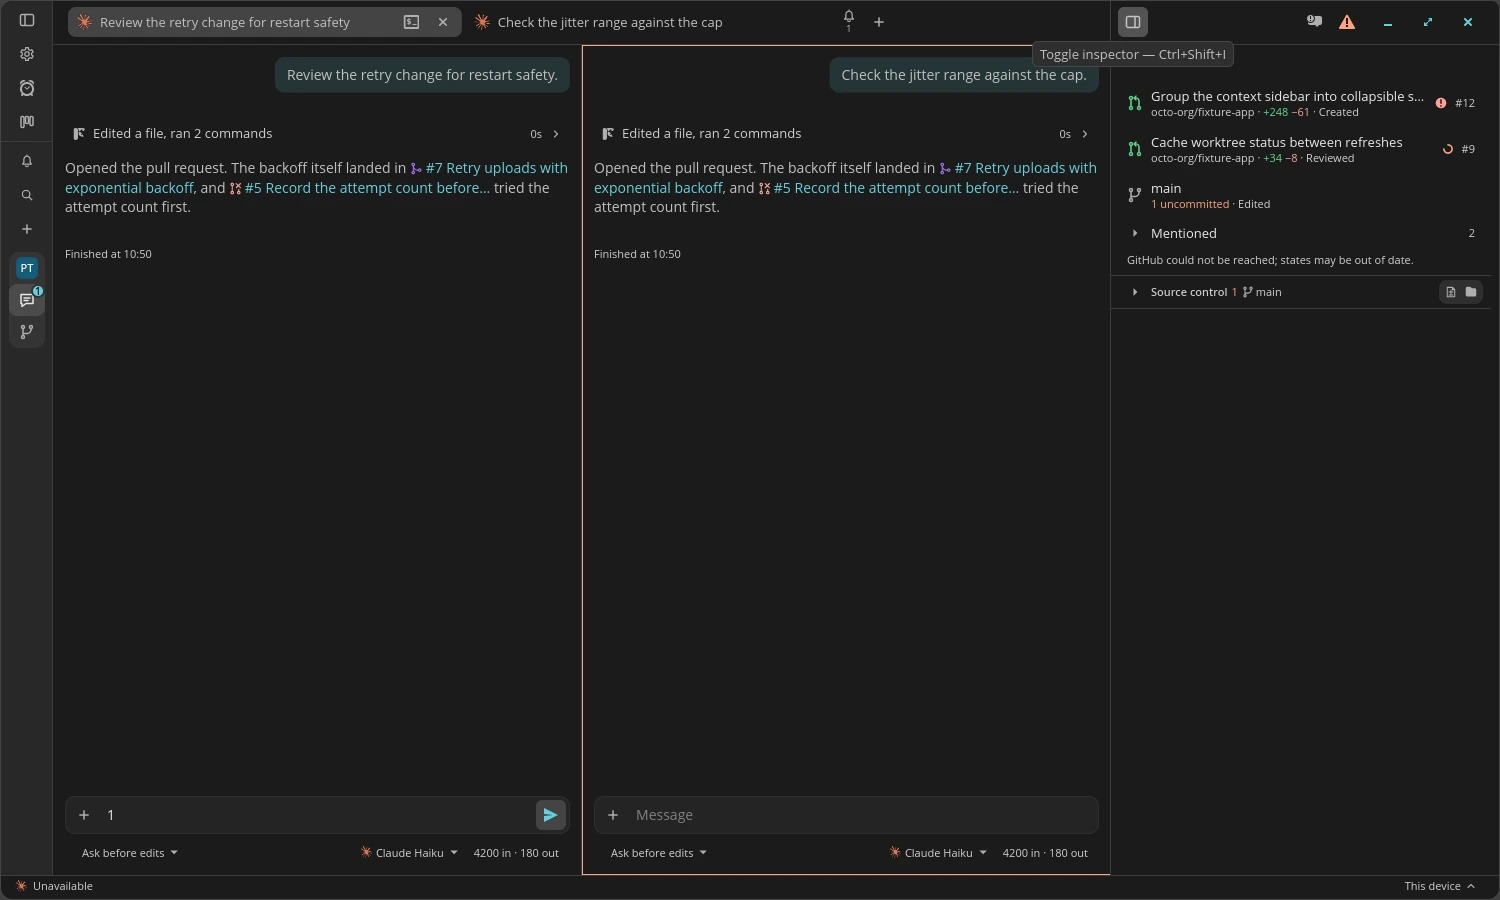 Review the retry change for restart safety
Check the jitter range against the cap
1
Toggle inspector — Ctrl+Shift+I
PT
1
Review the retry change for restart safety.
Edited a file, ran 2 commands
0s
Opened the pull request. The backoff itself landed in #7 Retry uploads with
exponential backoff, and #5 Record the attempt count before... tried the
attempt count first.
Finished at 10:50
1
Ask before edits
Claude Haiku
4200 in · 180 out
Check the jitter range against the cap.
Edited a file, ran 2 commands
0s
Opened the pull request. The backoff itself landed in #7 Retry uploads with
exponential backoff, and #5 Record the attempt count before... tried the
attempt count first.
Finished at 10:50
Message
Ask before edits
Claude Haiku
4200 in · 180 out
Group the context sidebar into collapsible s... #12
octo-org/fixture-app · +248 −61 · Created
Cache worktree status between refreshes #9
octo-org/fixture-app · +34 −8 · Reviewed
main
1 uncommitted · Edited
Mentioned 2
GitHub could not be reached; states may be out of date.
Source control 1 main
Unavailable
This device